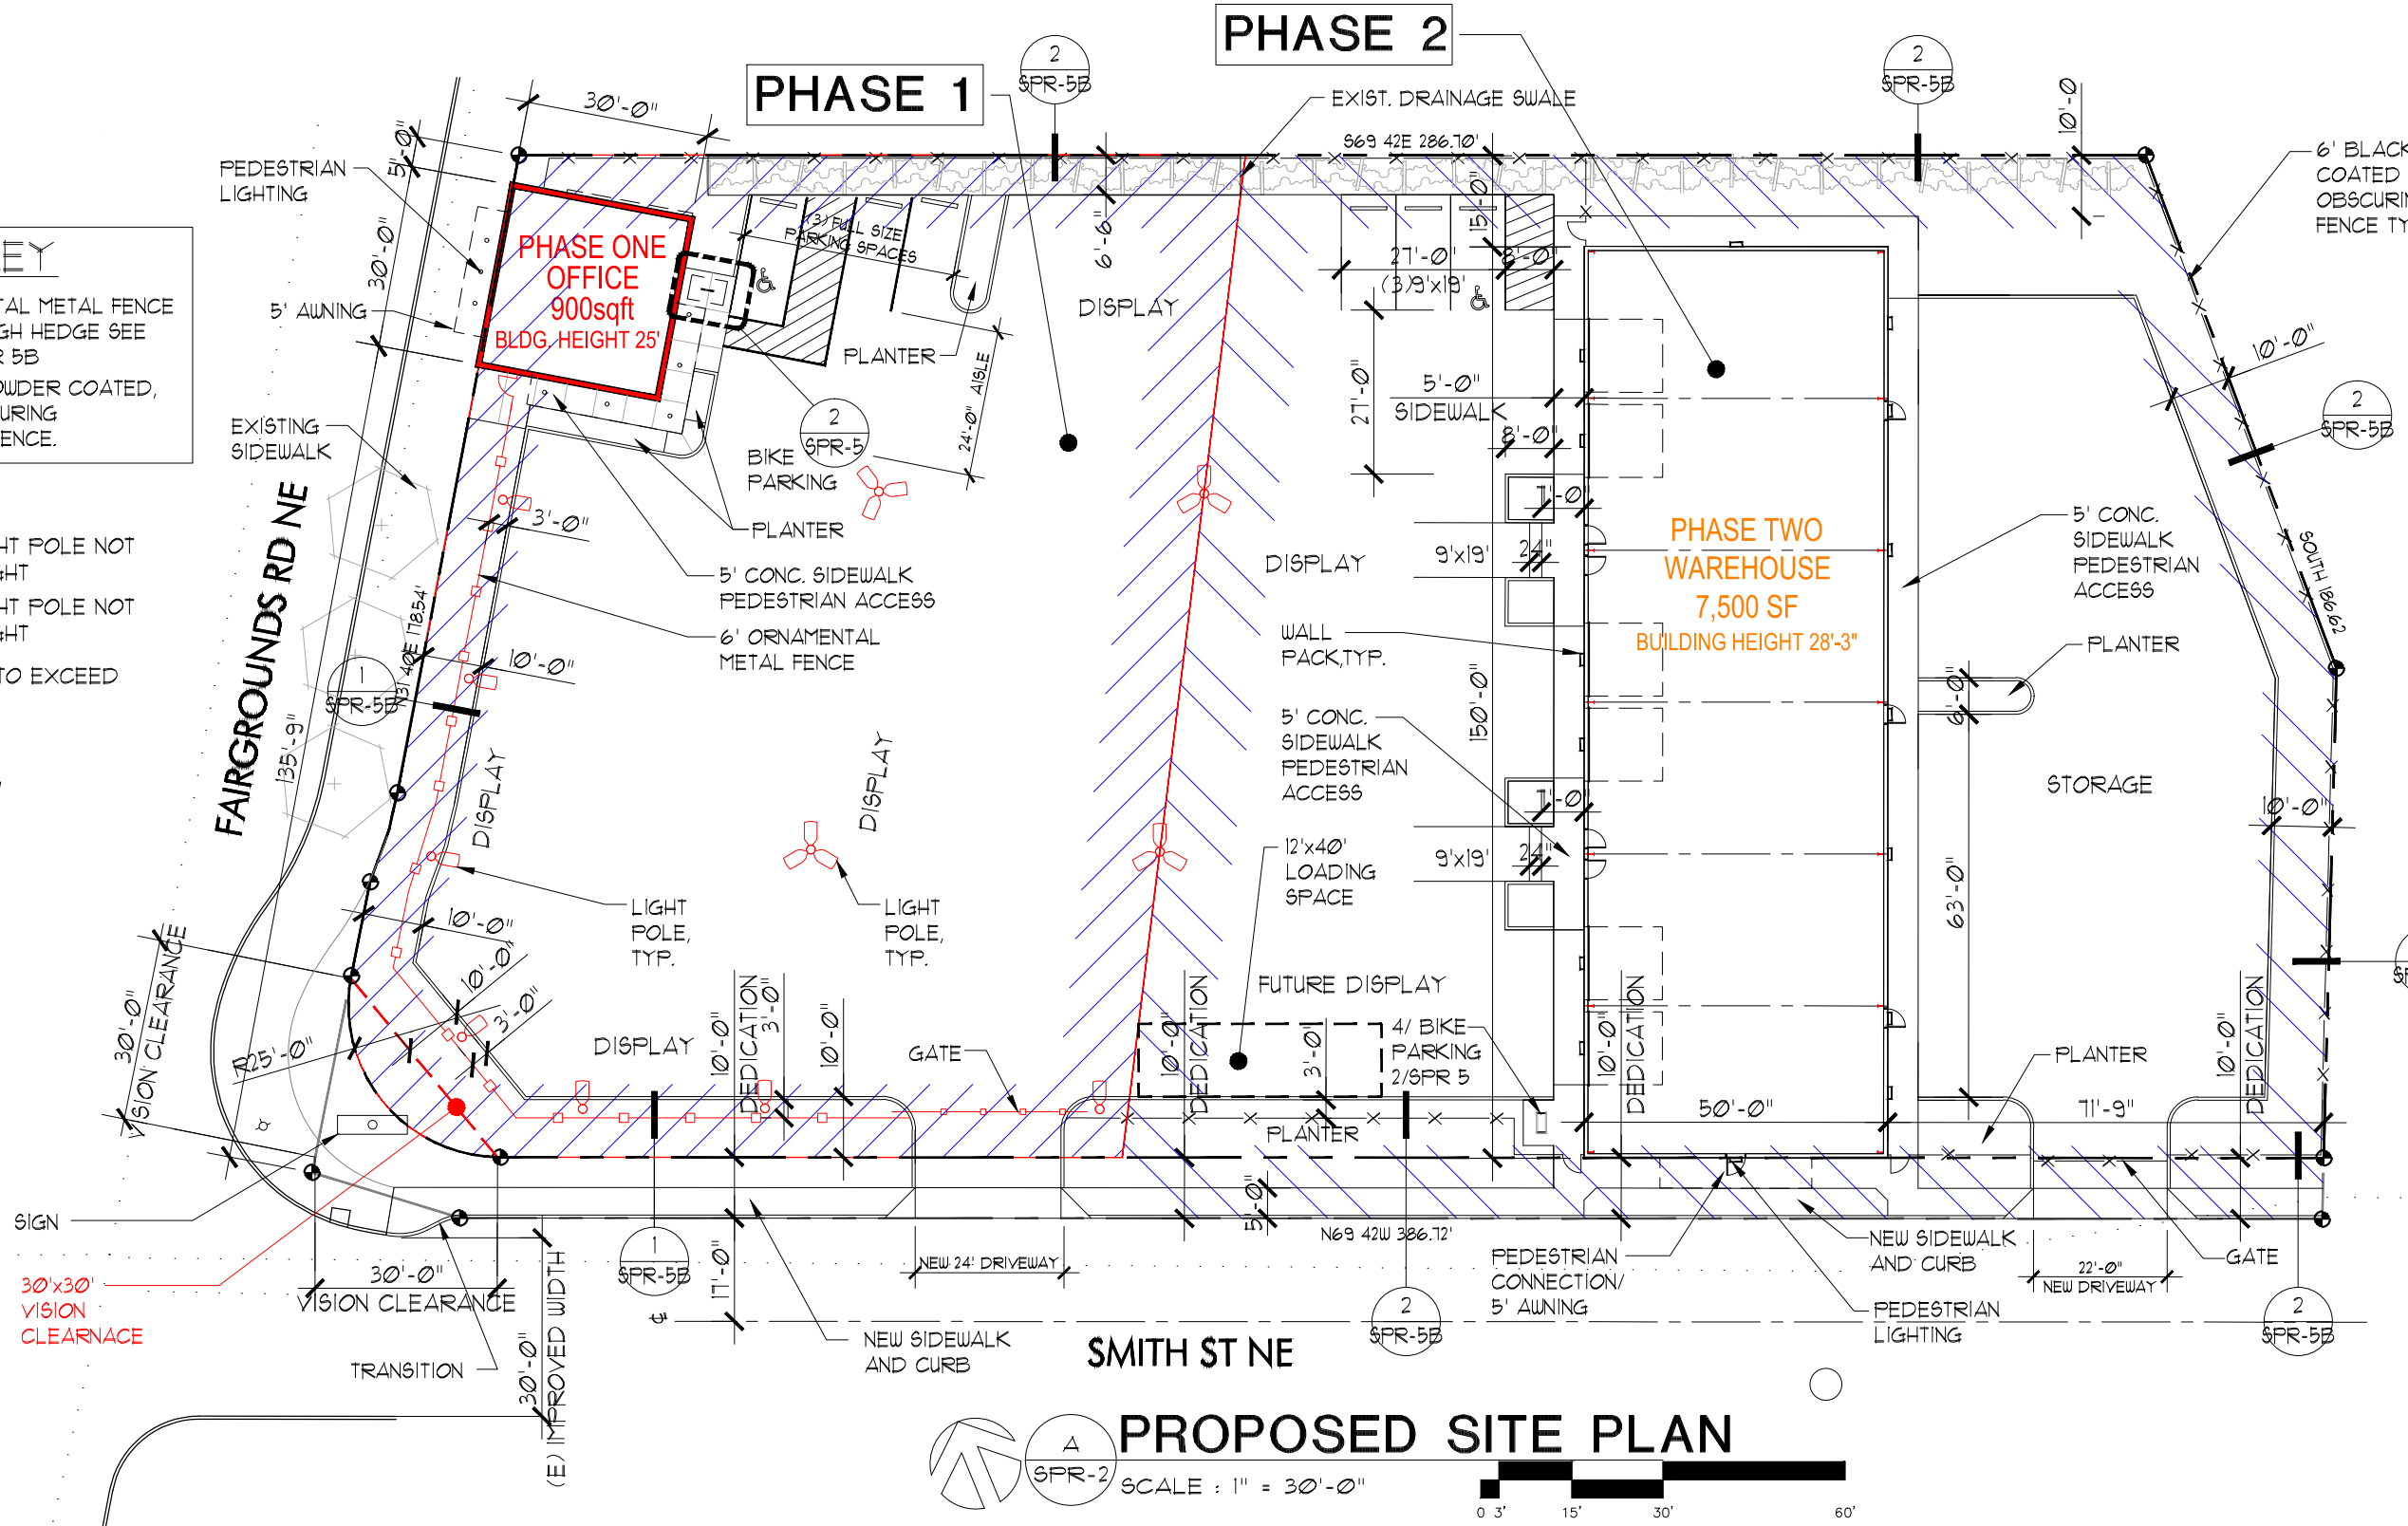 PHASE 2
PHASE 1
2
SPR-5B
2
SPR-5B
30'-0"
5'-0"
EXIST. DRAINAGE SWALE
S69 42E 286.70'
10'-0
PEDESTRIAN
LIGHTING
6' BLACK
COATED
OBSCURIN
FENCE TY
EY
TAL METAL FENCE
GH HEDGE SEE
R 5B
OWDER COATED,
URING
ENCE.
30'-0"
5' AWNING
PHASE ONE
OFFICE
900sqft
BLDG. HEIGHT 25'
(3) FULL SIZE
PARKING SPACES
6'-6"
DISPLAY
PLANTER
24'-0" AISLE
15'-0"
27'-0"
8'-0"
(3)9'x19'
27'-0"
5'-0"
SIDEWALK
8'-0"
10'-0"
2
SPR-5B
EXISTING
SIDEWALK
BIKE
PARKING
2
SPR-5
PLANTER
3'-0"
5' CONC. SIDEWALK
PEDESTRIAN ACCESS
6' ORNAMENTAL
METAL FENCE
HT POLE NOT
GHT
HT POLE NOT
GHT
TO EXCEED
FAIRGROUNDS RD NE
N31 40E 178.54'
10'-0"
1
SPR-5B
135'-9"
DISPLAY
DISPLAY
DISPLAY
9'x19'
24"
7'-0"
WALL
PACK,TYP.
5' CONC.
SIDEWALK
PEDESTRIAN
ACCESS
150'-0"
7'-0"
9'x19'
24"
12'x40'
LOADING
SPACE
PHASE TWO
WAREHOUSE
7,500 SF
BUILDING HEIGHT 28'-3"
5' CONC.
SIDEWALK
PEDESTRIAN
ACCESS
SOUTH 186.62
PLANTER
6'-0"
STORAGE
10'-0"
63'-0"
LIGHT
POLE,
TYP.
LIGHT
POLE,
TYP.
10'-0"
10'-0"
3'-0"
30'-0"
VISION CLEARANCE
R25'-0"
DISPLAY
10'-0"
DEDICATION
3'-0"
10'-0"
GATE
FUTURE DISPLAY
10'-0"
DEDICATION
3'-0"
4/ BIKE
PARKING
2/SPR 5
10'-0"
DEDICATION
PLANTER
50'-0"
71'-9"
PLANTER
10'-0"
DEDICATION
SIGN
30'x30'
VISION
CLEARNACE
30'-0"
VISION CLEARANCE
TRANSITION
30'-0"
(E) IMPROVED WIDTH
1
SPR-5B
17'-0"
NEW SIDEWALK
AND CURB
NEW 24' DRIVEWAY
5'-0"
N69 42W 386.72'
2
SPR-5B
PEDESTRIAN
CONNECTION/
5' AWNING
NEW SIDEWALK
AND CURB
PEDESTRIAN
LIGHTING
22'-0"
NEW DRIVEWAY
GATE
2
SPR-5B
SMITH ST NE
A
SPR-2
PROPOSED SITE PLAN
SCALE : 1" = 30'-0"
0 3' 15' 30' 60'